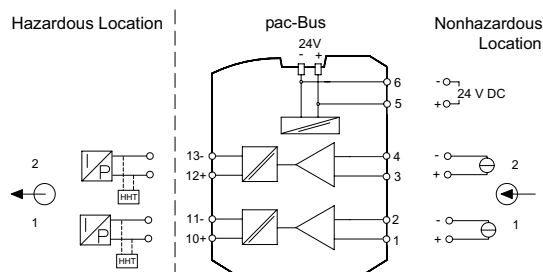 Hazardous Location
pac-Bus
Nonhazardous
Location
24V
- +
6
5
-
+
24 V DC
2
1
I
P
HHT
13-
12+
4
3
-
+
2
1
I
P
HHT
11-
10+
2
1
-
+